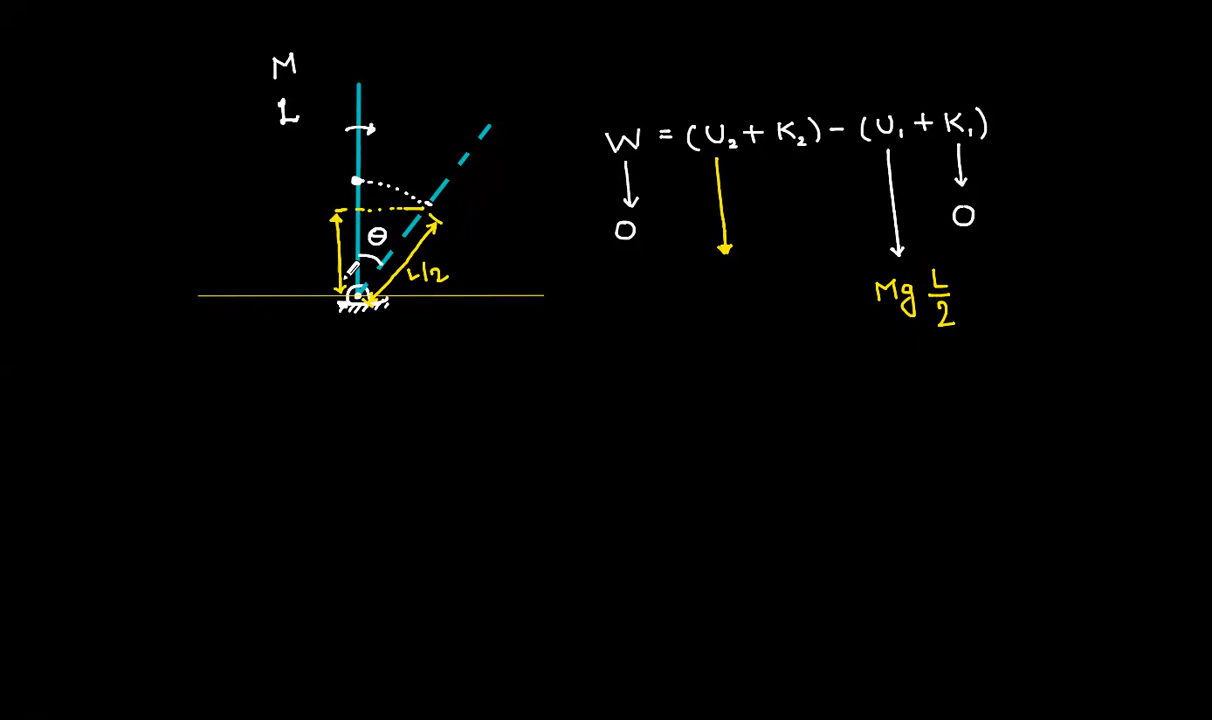 M
L
W = (U₂ + K₂) - (U₁ + K₁)
θ
L/2
0
0
Mg L/2